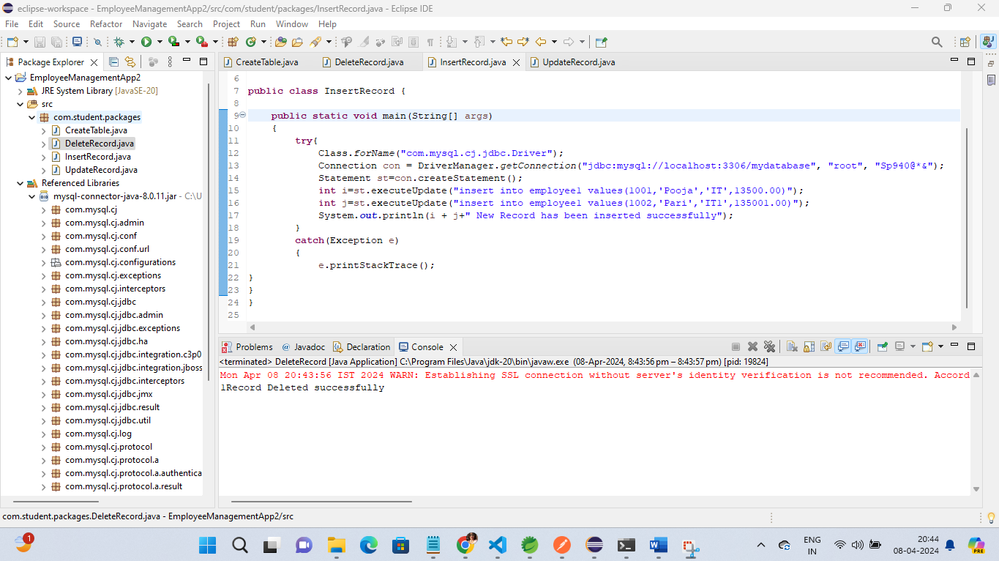 eclipse-workspace - EmployeeManagementApp2/src/com/student/packages/InsertRecord.java - Eclipse IDE
File Edit Source Refactor Navigate Search Project Run Window Help
Package Explorer
EmployeeManagementApp2
JRE System Library [JavaSE-20]
src
com.student.packages
CreateTable.java
DeleteRecord.java
InsertRecord.java
UpdateRecord.java
Referenced Libraries
mysql-connector-java-8.0.11.jar - C:\U
com.mysql.cj
com.mysql.cj.admin
com.mysql.cj.conf
com.mysql.cj.conf.url
com.mysql.cj.configurations
com.mysql.cj.exceptions
com.mysql.cj.interceptors
com.mysql.cj.jdbc
com.mysql.cj.jdbc.admin
com.mysql.cj.jdbc.exceptions
com.mysql.cj.jdbc.ha
com.mysql.cj.jdbc.integration.c3p0
com.mysql.cj.jdbc.integration.jboss
com.mysql.cj.jdbc.interceptors
com.mysql.cj.jdbc.jmx
com.mysql.cj.jdbc.result
com.mysql.cj.jdbc.util
com.mysql.cj.log
com.mysql.cj.protocol
com.mysql.cj.protocol.a
com.mysql.cj.protocol.a.authentica
com.mysql.cj.protocol.a.result
CreateTable.java DeleteRecord.java InsertRecord.java UpdateRecord.java
6
7 public class InsertRecord {
8
9 public static void main(String[] args)
10 {
11 try{
12 Class.forName("com.mysql.cj.jdbc.Driver");
13 Connection con = DriverManager.getConnection("jdbc:mysql://localhost:3306/mydatabase", "root", "Sp940@*&");
14 Statement st=con.createStatement();
15 int i=st.executeUpdate("insert into employee1 values(1001,'Pooja','IT',13500.00)");
16 int j=st.executeUpdate("insert into employee1 values(1002,'Pari','IT1',135001.00)");
17 System.out.println(i + j+" New Record has been inserted successfully");
18 }
19 catch(Exception e)
20 {
21 e.printStackTrace();
22 }
23 }
24 }
25
Problems Javadoc Declaration Console
<terminated> DeleteRecord [Java Application] C:\Program Files\Java\jdk-20\bin\javaw.exe (08-Apr-2024, 8:43:56 pm – 8:43:57 pm) [pid: 19824]
Mon Apr 08 20:43:56 IST 2024 WARN: Establishing SSL connection without server's identity verification is not recommended. Accord
1Record Deleted successfully
com.student.packages.DeleteRecord.java - EmployeeManagementApp2/src
1
ENG
IN
20:44
08-04-2024
PRE